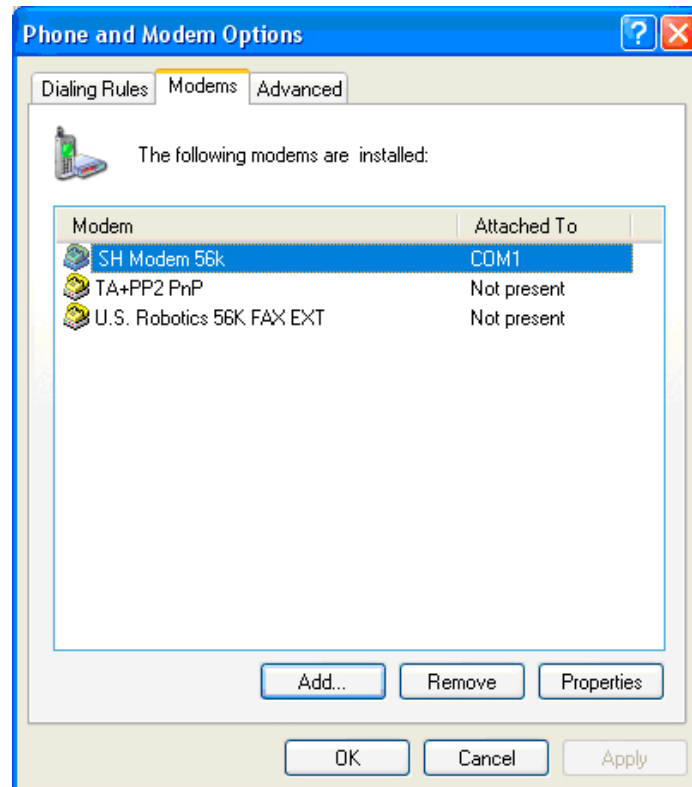 Phone and Modem Options
Dialing Rules Modems Advanced
The following modems are installed:
Modem Attached To
SH Modem 56k COM1
TA+PP2 PnP Not present
U.S. Robotics 56K FAX EXT Not present
Add... Remove Properties
OK Cancel Apply